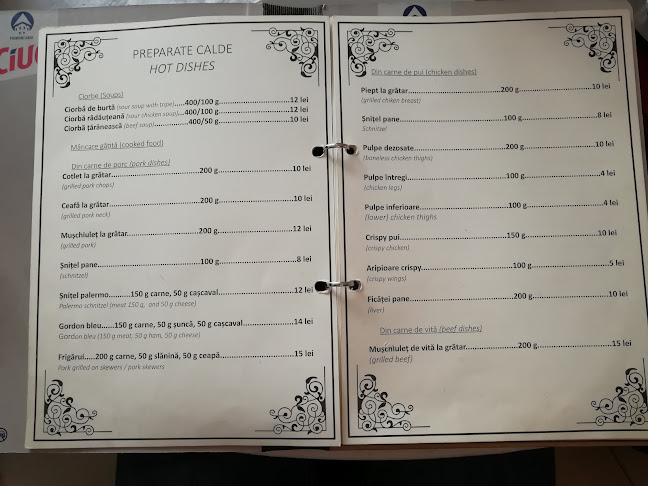 CIUC
PREPARATE CALDE
HOT DISHES
Ciorbe (Soups)
Ciorbă de burtă (sour soup with tripe).....400/100 g........................12 lei
Ciorbă rădăuțeană (sour chicken soup)....400/100 g........................12 lei
Ciorbă țărănească (beef soup)..........400/50 g........................10 lei
Mâncare gătită (cooked food)
Din carne de porc (pork dishes)
Cotlet la grătar........................200 g........................10 lei
(grilled pork chops)
Ceafă la grătar........................200 g........................10 lei
(grilled pork neck)
Mușchiuleț la grătar........................200 g........................12 lei
(grilled pork)
Șnițel pane........................100 g........................8 lei
(schnitzel)
Șnițel palermo.........150 g carne, 50 g cașcaval........................12 lei
Palermo schnitzel (meat 150 g, and 50 g cheese)
Gordon bleu......150 g carne, 50 g șuncă, 50 g cașcaval........................14 lei
Gordon bleu (150 g meat, 50 g ham, 50 g cheese)
Frigărui.....200 g carne, 50 g slănină, 50 g ceapă........................15 lei
Pork grilled on skewers / pork skewers
Din carne de pui (chicken dishes)
Piept la grătar........................200 g........................10 lei
(grilled chiken breast)
Șnițel pane........................100 g........................8 lei
Schnitzel
Pulpe dezosate........................200 g........................10 lei
(boneless chicken thighs)
Pulpe întregi........................100 g........................4 lei
(chicken legs)
Pulpe inferioare........................100 g........................4 lei
(lower) chicken thighs
Crispy pui........................150 g........................10 lei
(crispy chicken)
Aripioare crispy........................100 g........................5 lei
(crispy wings)
Ficăței pane........................200 g........................10 lei
(liver)
Din carne de vită (beef dishes)
Mușchiuleț de vită la grătar........................200 g........................15 lei
(grilled beef)